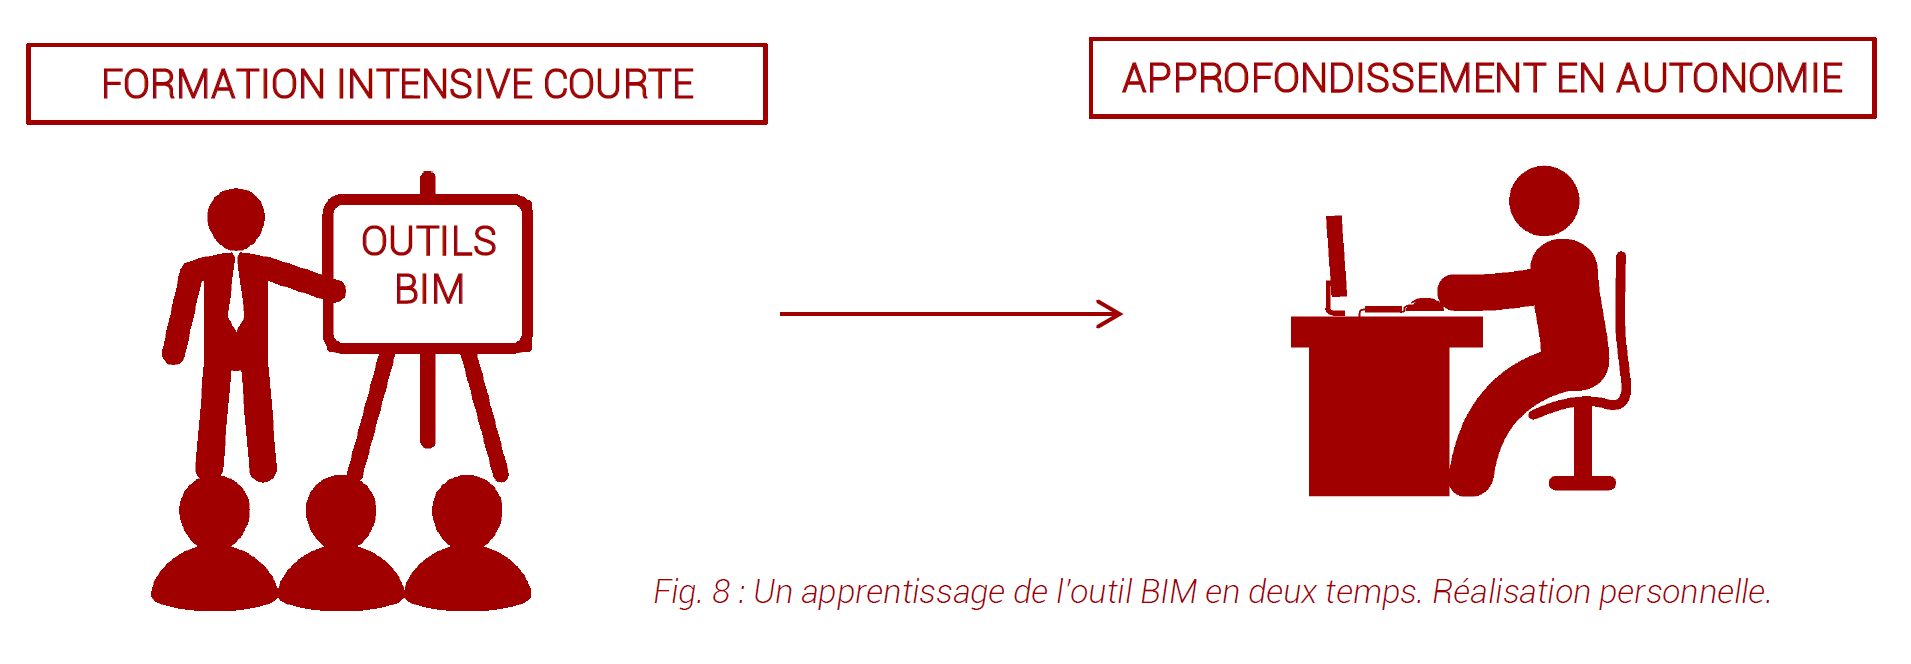 FORMATION INTENSIVE COURTE
APPROFONDISSEMENT EN AUTONOMIE
OUTILS
BIM
Fig. 8 : Un apprentissage de l'outil BIM en deux temps. Réalisation personnelle.